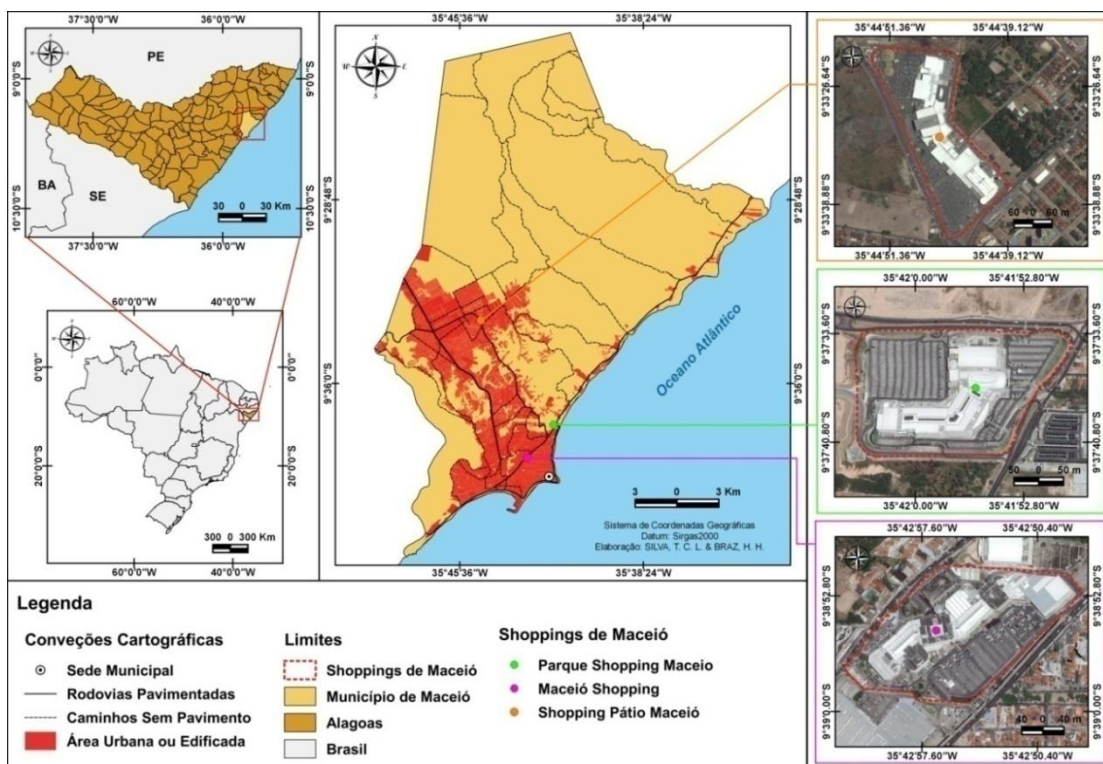 37°30'0"W
36°0'0"W
PE
9°0'0"S
9°0'0"S
BA
SE
10°30'0"S
10°30'0"S
30 0 30 Km
37°30'0"W
36°0'0"W
60°0'0"W
40°0'0"W
0°0'0"
0°0'0"
20°0'0"S
20°0'0"S
300 0 300 Km
60°0'0"W
40°0'0"W
35°45'36"W
35°38'24"W
N
W
E
S
9°28'48"S
9°28'48"S
Oceano Atlântico
9°36'0"S
9°36'0"S
3 0 3 Km
Sistema de Coordenadas Geográficas
Datum: Sirgas2000
Elaboração: SILVA, T. C. L. & BRAZ, H. H.
35°45'36"W
35°38'24"W
35°44'51.36"W
35°44'39.12"W
9°33'26.64"S
9°33'26.64"S
9°33'38.88"S
9°33'38.88"S
60 0 60 m
35°44'51.36"W
35°44'39.12"W
35°42'0.00"W
35°41'52.80"W
9°37'33.60"S
9°37'33.60"S
9°37'40.80"S
9°37'40.80"S
50 0 50 m
35°42'0.00"W
35°41'52.80"W
35°42'57.60"W
35°42'50.40"W
9°38'52.80"S
9°38'52.80"S
9°39'0.00"S
9°39'0.00"S
40 0 40 m
35°42'57.60"W
35°42'50.40"W
Legenda
Conveções Cartográficas
Sede Municipal
Rodovias Pavimentadas
Caminhos Sem Pavimento
Área Urbana ou Edificada
Limites
Shoppings de Maceió
Município de Maceió
Alagoas
Brasil
Shoppings de Maceió
Parque Shopping Maceio
Maceió Shopping
Shopping Pátio Maceió